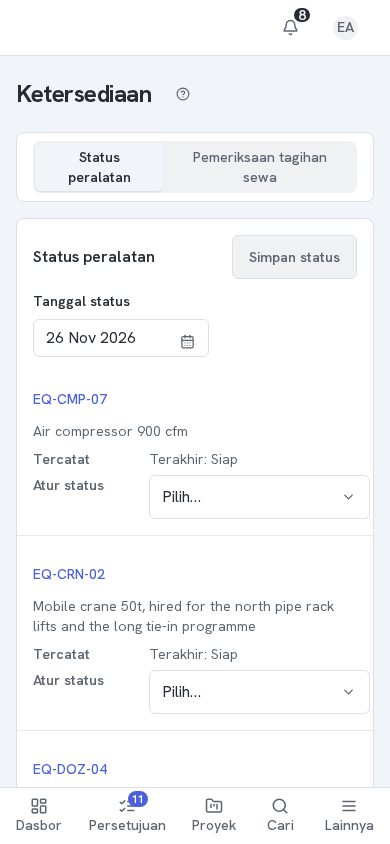 8
EA
Ketersediaan
Status
peralatan
Pemeriksaan tagihan
sewa
Status peralatan
Simpan status
Tanggal status
26 Nov 2026
EQ-CMP-07
Air compressor 900 cfm
Tercatat
Terakhir: Siap
Atur status
Pilih...
EQ-CRN-02
Mobile crane 50t, hired for the north pipe rack
lifts and the long tie-in programme
Tercatat
Terakhir: Siap
Atur status
Pilih...
EQ-DOZ-04
11
Dasbor
Persetujuan
Proyek
Cari
Lainnya